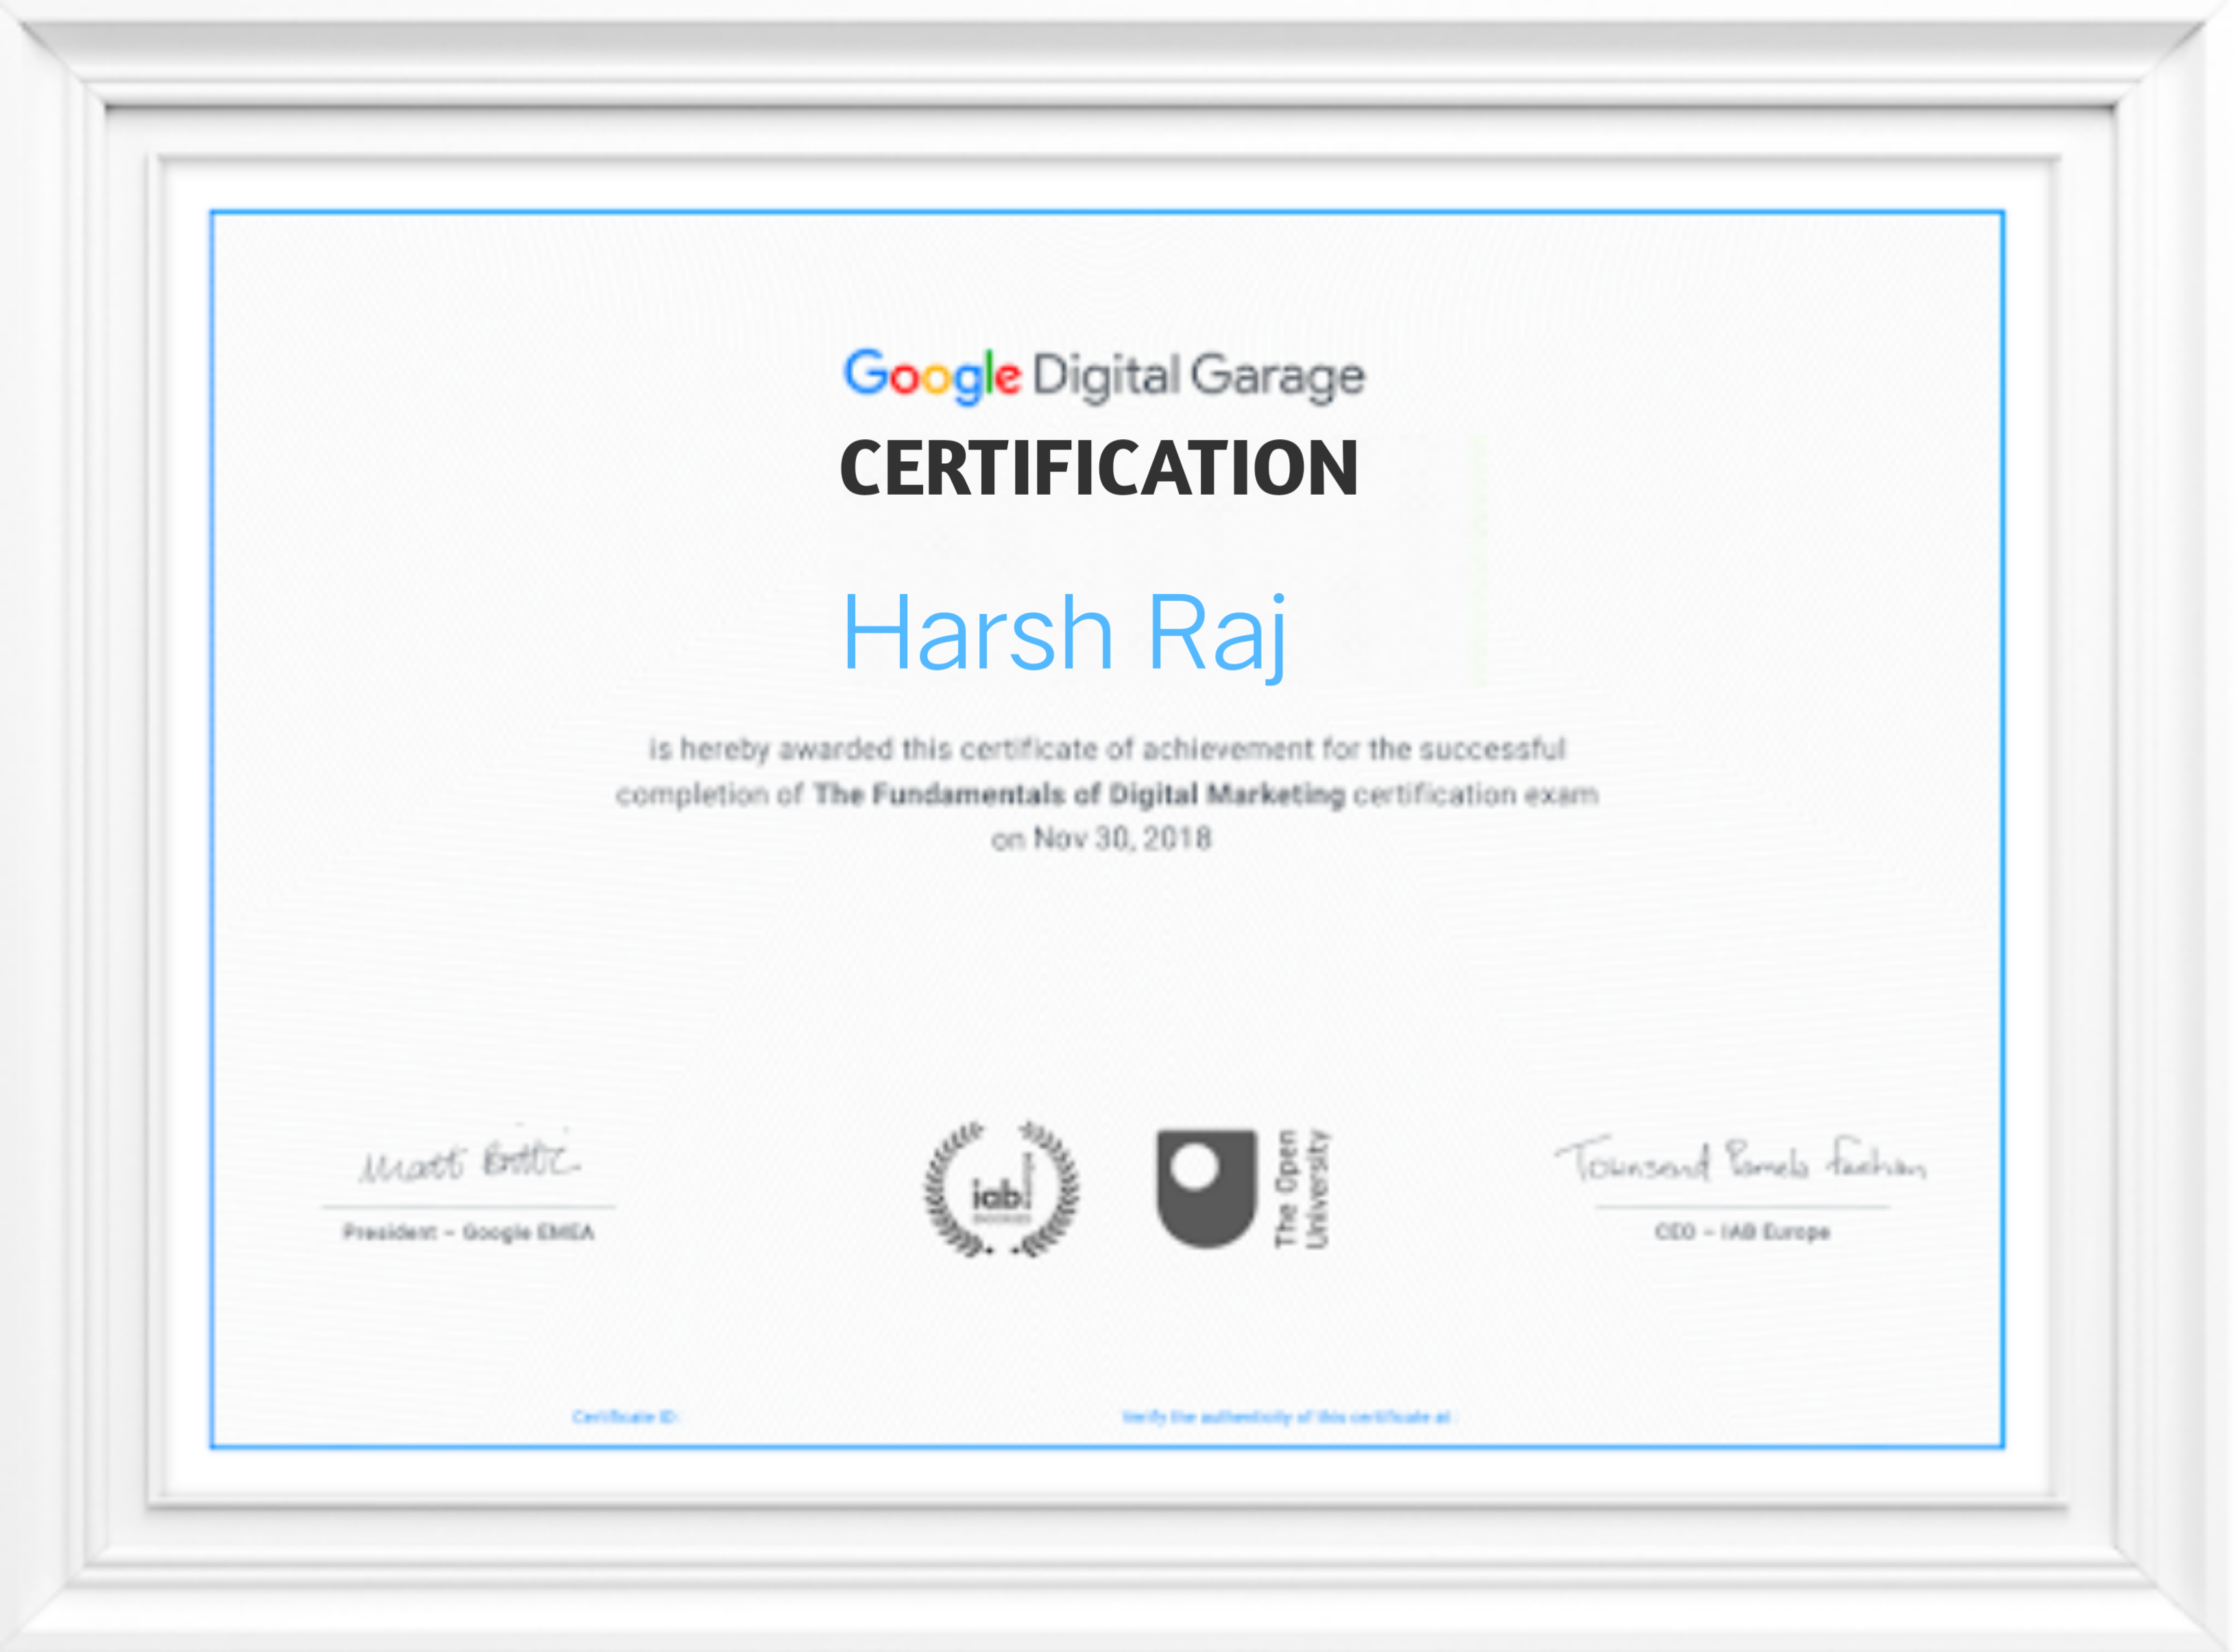 Google Digital Garage
CERTIFICATION
Harsh Raj
is hereby awarded this certificate of achievement for the successful
completion of The Fundamentals of Digital Marketing certification exam
on Nov 30, 2018
Matt Brittin
President – Google EMEA
iab europe
The Open
University
Townsend
CEO – IAB Europe
Certificate ID:
Verify the authenticity of this certificate at: